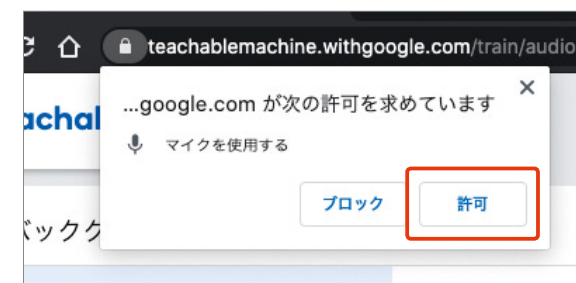 teachablemachine.withgoogle.com/train/audio
achal
...google.com が次の許可を求めています
マイクを使用する
ブロック
許可
バックグ